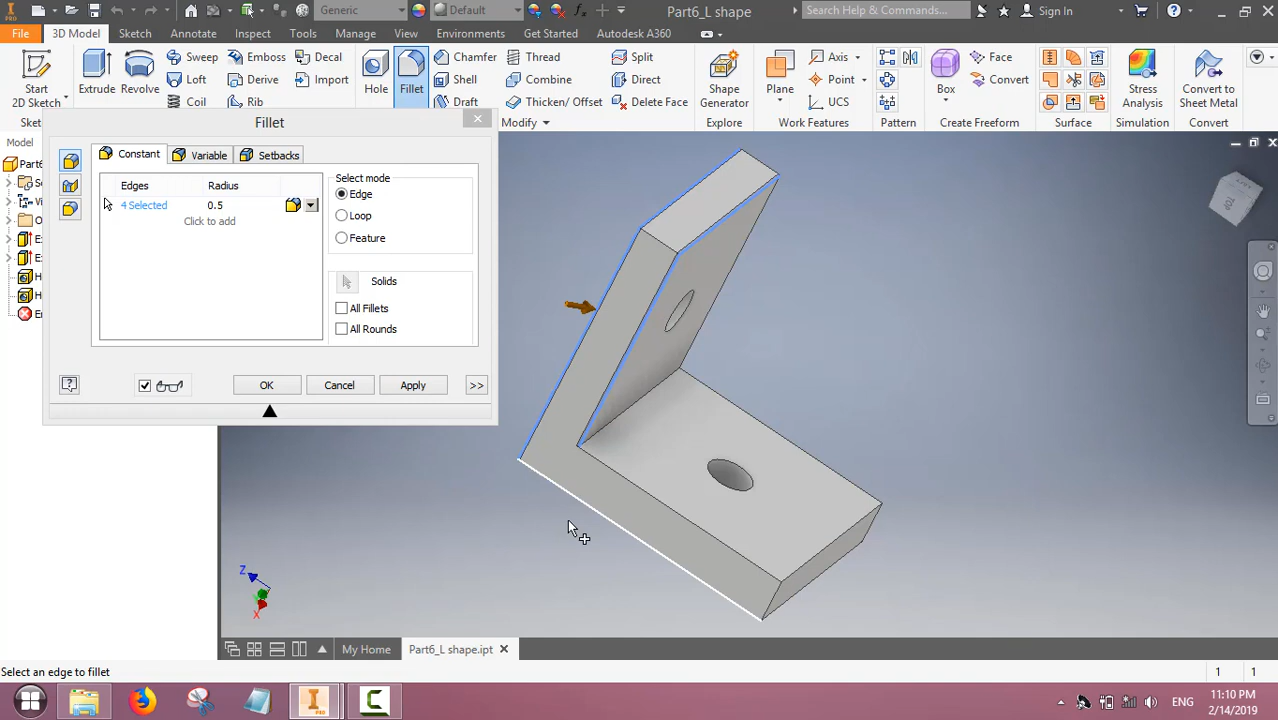 PRO
Generic
Default
Part6_L shape
Search Help & Commands...
Sign In
File
3D Model
Sketch
Annotate
Inspect
Tools
Manage
View
Environments
Get Started
Autodesk A360
Start
2D Sketch
Extrude
Revolve
Sweep
Emboss
Decal
Loft
Derive
Import
Coil
Rib
Hole
Fillet
Chamfer
Thread
Split
Shell
Combine
Direct
Draft
Thicken/ Offset
Delete Face
Shape
Generator
Plane
Axis
Point
UCS
Box
Face
Convert
Stress
Analysis
Convert to
Sheet Metal
Sket
Modify
Explore
Work Features
Pattern
Create Freeform
Surface
Simulation
Convert
Model
Part6
Fillet
Constant
Variable
Setbacks
Edges
Radius
4 Selected
0.5
Click to add
Select mode
Edge
Loop
Feature
Solids
All Fillets
All Rounds
OK
Cancel
Apply
>>
Z
X
My Home
Part6_L shape.ipt
Select an edge to fillet
1
1
PRO
ENG
11:10 PM
2/14/2019